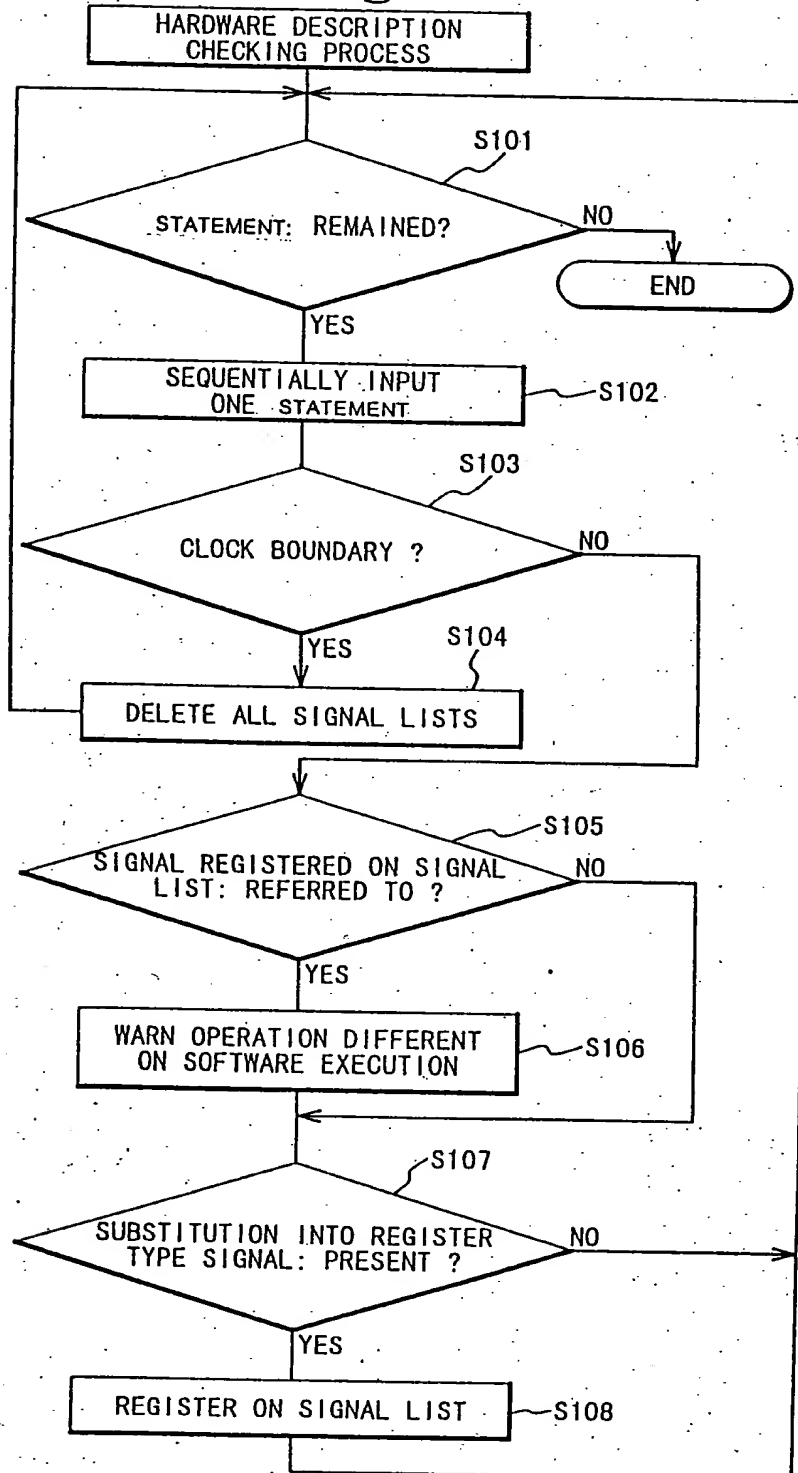 HARDWARE DESCRIPTION
CHECKING PROCESS
S101
STATEMENT: REMAINED?
NO
END
YES
SEQUENTIALLY INPUT
ONE STATEMENT
S102
S103
CLOCK BOUNDARY ?
NO
YES
S104
DELETE ALL SIGNAL LISTS
S105
SIGNAL REGISTERED ON SIGNAL
LIST: REFERRED TO ?
NO
YES
WARN OPERATION DIFFERENT
ON SOFTWARE EXECUTION
S106
S107
SUBSTITUTION INTO REGISTER
TYPE SIGNAL: PRESENT ?
NO
YES
REGISTER ON SIGNAL LIST
S108